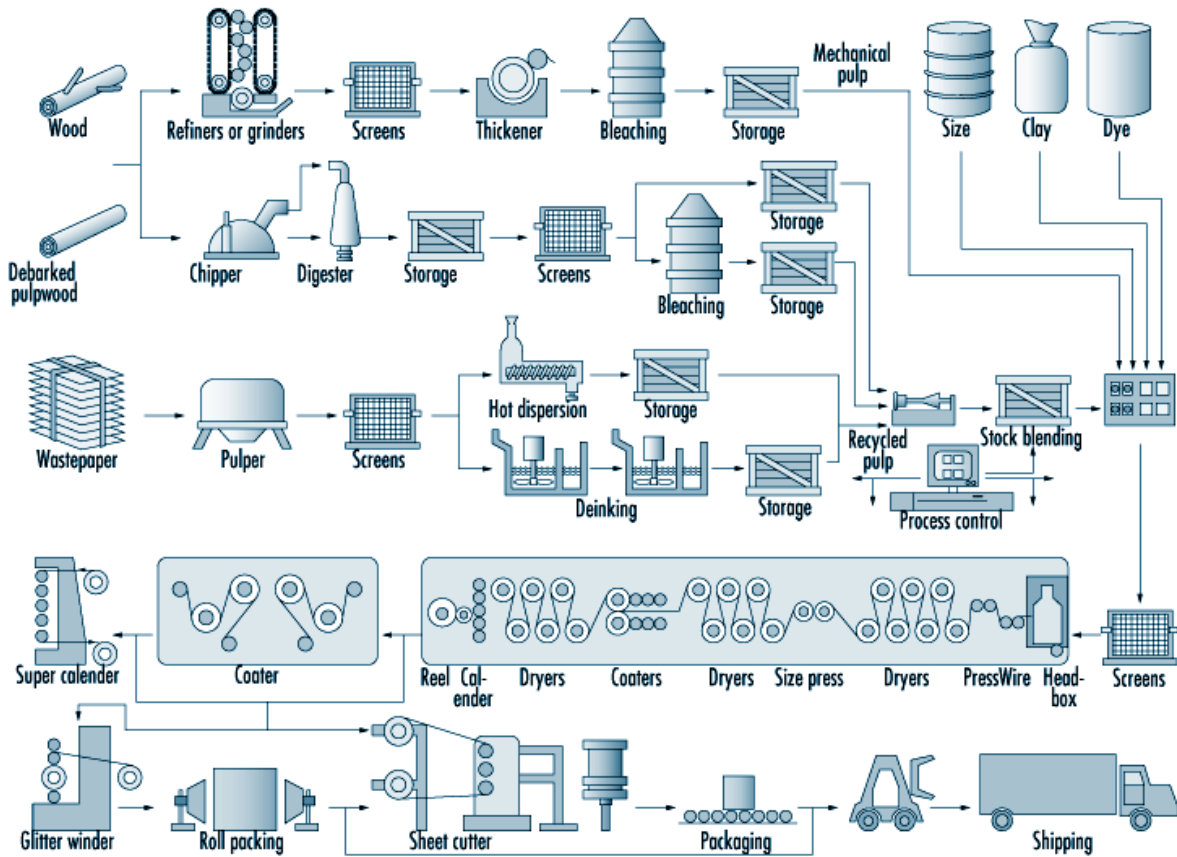 Mechanical
pulp
Wood
Refiners or grinders
Screens
Thickener
Bleaching
Storage
Size
Clay
Dye
Storage
Debarked
pulpwood
Chipper
Digester
Storage
Screens
Bleaching
Storage
Wastepaper
Pulper
Screens
Hot dispersion
Storage
Deinking
Storage
Recycled
pulp
Stock blending
Process control
Super calender
Coater
Reel
Cal-
ender
Dryers
Coaters
Dryers
Size press
Dryers
Press
Wire
Head-
box
Screens
Glitter winder
Roll packing
Sheet cutter
Packaging
Shipping